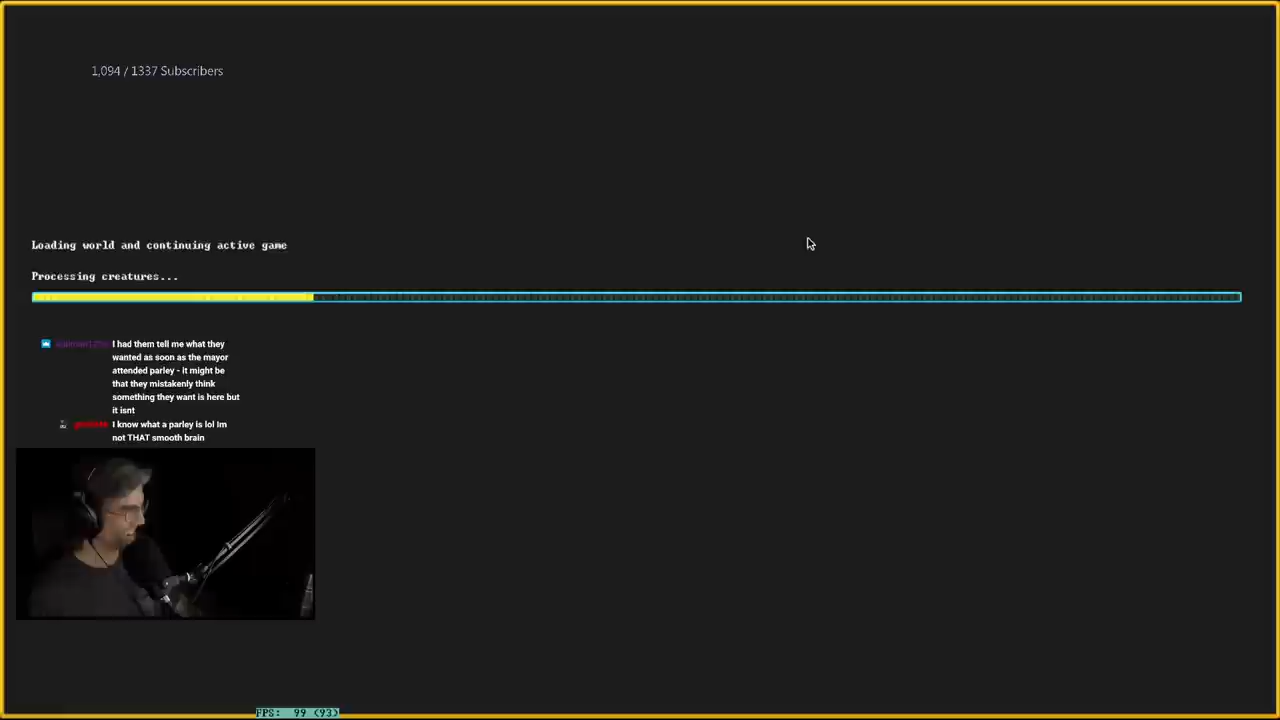 1,094 / 1337 Subscribers
Loading world and continuing active game
Processing creatures...
I had them tell me what they
wanted as soon as the mayor
attended parley - it might be
that they mistakenly think
something they want is here but
it isnt
I know what a parley is lol Im
not THAT smooth brain
FPS: 99 (93)